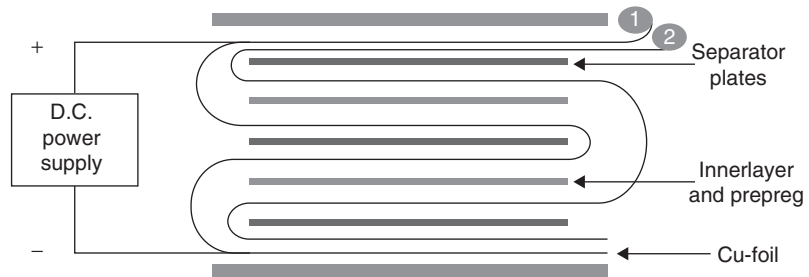 1
2
+
Separator
plates
D.C.
power
supply
Innerlayer
and prepreg
–
Cu-foil